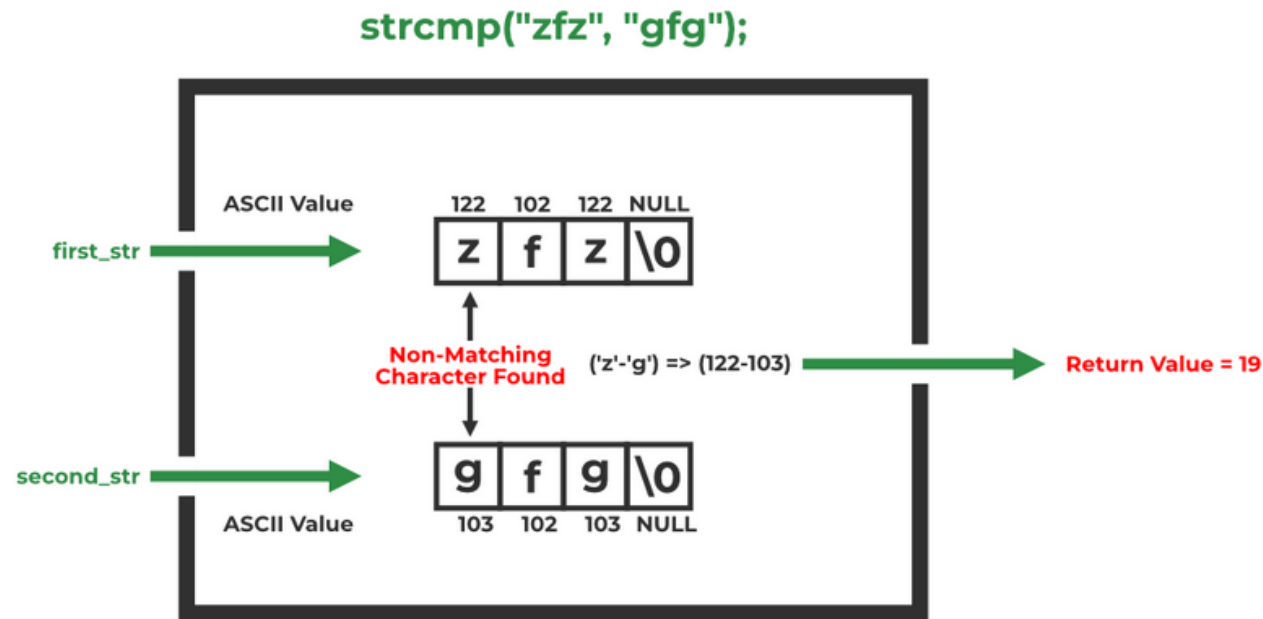 strcmp("zfz", "gfg");
ASCII Value
122 102 122 NULL
first_str
z f z \0
Non-Matching
Character Found
('z'-'g') => (122-103)
Return Value = 19
second_str
g f g \0
ASCII Value
103 102 103 NULL